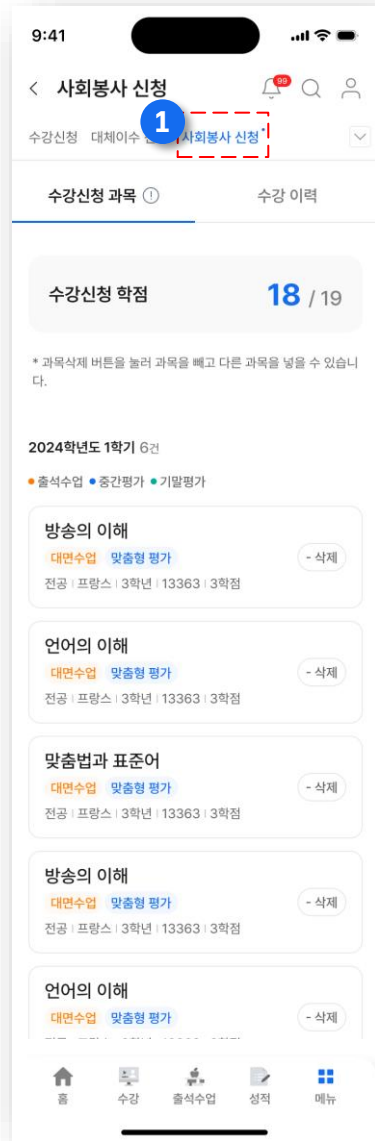 9:41
사회봉사 신청
99
수강신청 대체이수 사회봉사 신청
1
수강신청 과목 수강 이력
수강신청 학점 18 / 19
* 과목삭제 버튼을 눌러 과목을 빼고 다른 과목을 넣을 수 있습니
다.
2024학년도 1학기 6건
출석수업 중간평가 기말평가
방송의 이해
대면수업 맞춤형 평가 - 삭제
전공 | 프랑스 | 3학년 | 13363 | 3학점
언어의 이해
대면수업 맞춤형 평가 - 삭제
전공 | 프랑스 | 3학년 | 13363 | 3학점
맞춤법과 표준어
대면수업 맞춤형 평가 - 삭제
전공 | 프랑스 | 3학년 | 13363 | 3학점
방송의 이해
대면수업 맞춤형 평가 - 삭제
전공 | 프랑스 | 3학년 | 13363 | 3학점
언어의 이해
대면수업 맞춤형 평가 - 삭제
홈 수강 출석수업 성적 메뉴